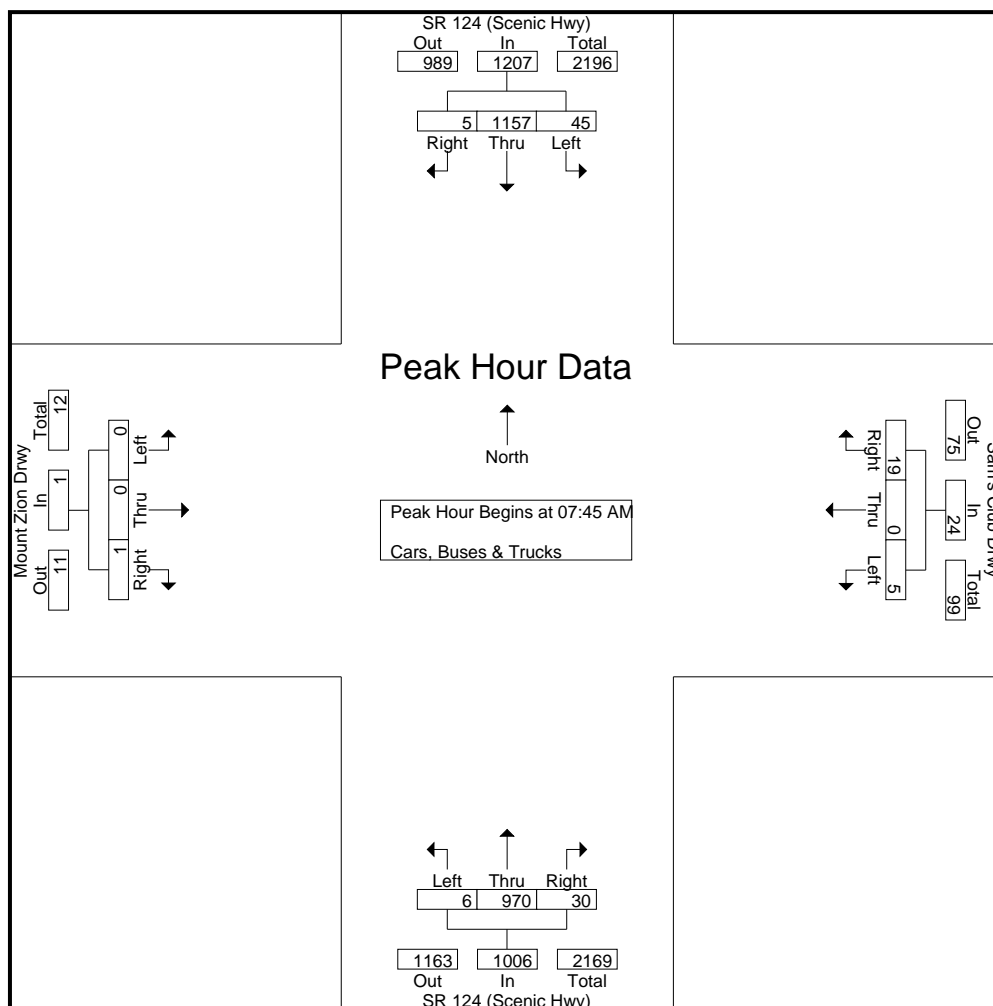 SR 124 (Scenic Hwy)
Out In Total
989 1207 2196
5 1157 45
Right Thru Left
Peak Hour Data
North
Peak Hour Begins at 07:45 AM
Cars, Buses & Trucks
Mount Zion Drwy
Out In Total
11 1 12
1 0 0
Right Thru Left
Sam's Club Drwy
Out In Total
75 24 99
19 0 5
Right Thru Left
Left Thru Right
6 970 30
1163 1006 2169
Out In Total
SR 124 (Scenic Hwy)